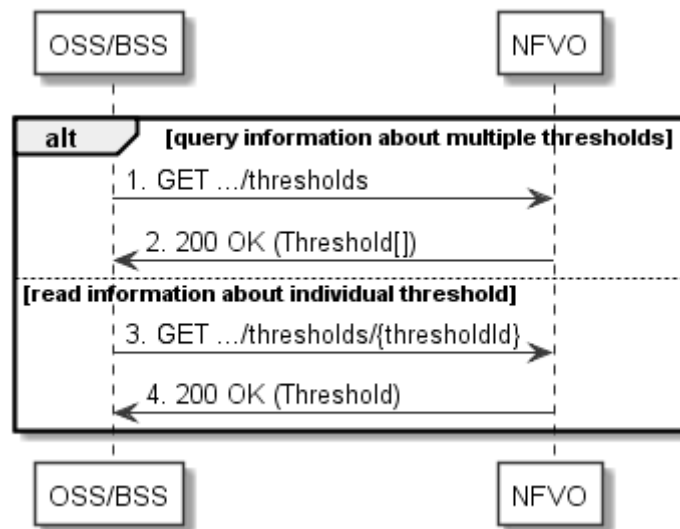 OSS/BSS
NFVO
alt
[query information about multiple thresholds]
1. GET .../thresholds
2. 200 OK (Threshold[])
[read information about individual threshold]
3. GET .../thresholds/{thresholdId}
4. 200 OK (Threshold)
OSS/BSS
NFVO